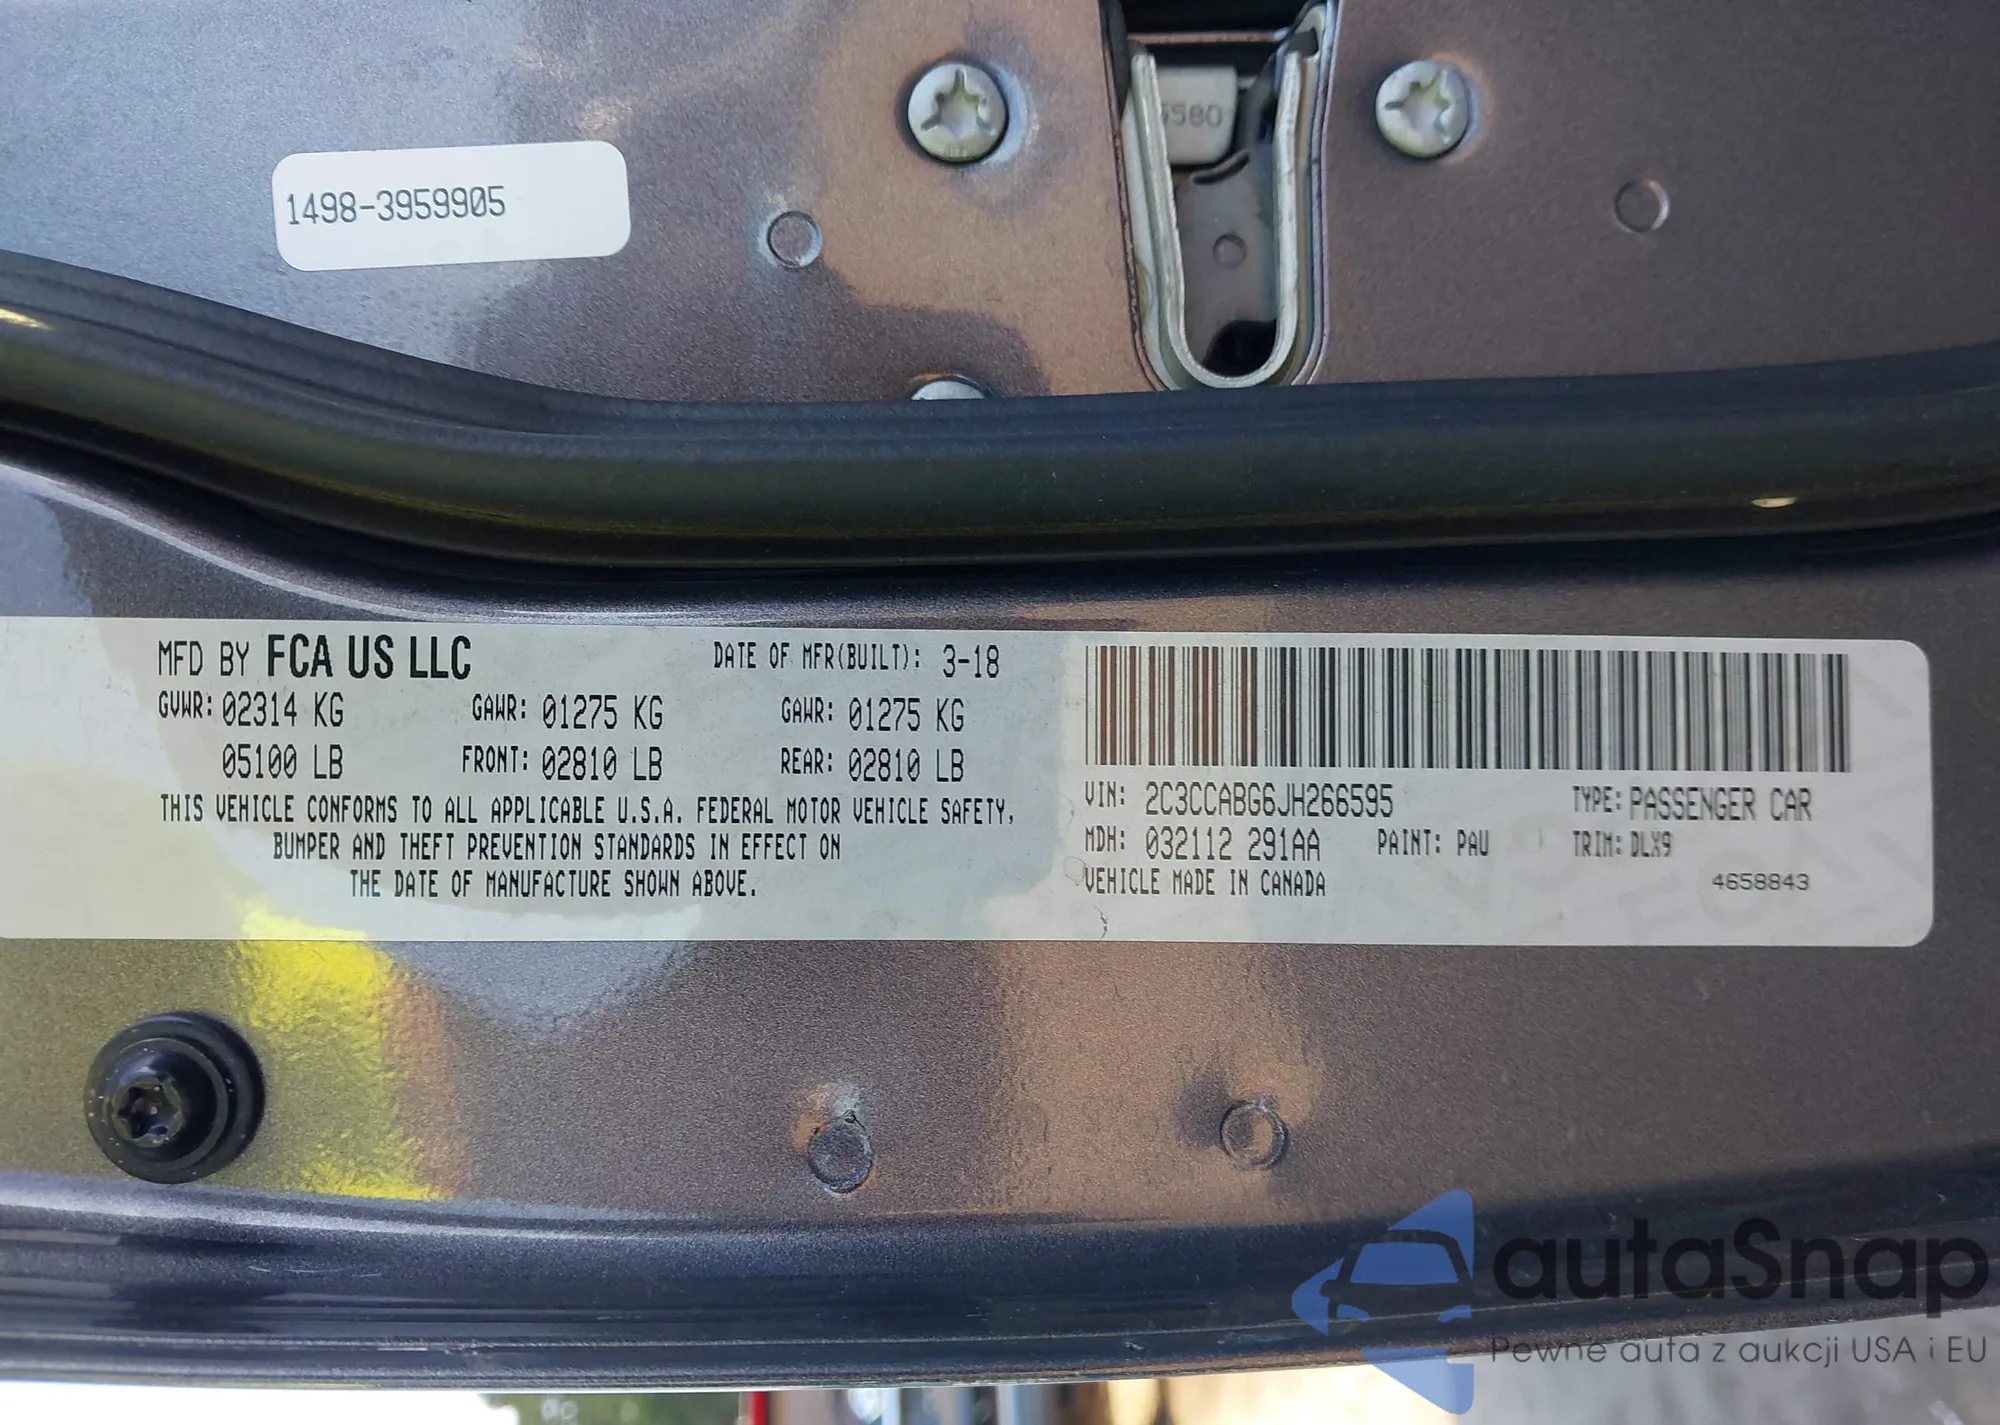 580
1498-3959905
MFD BY FCA US LLC DATE OF MFR(BUILT): 3-18
GVWR: 02314 KG GAWR: 01275 KG GAWR: 01275 KG
05100 LB FRONT: 02810 LB REAR: 02810 LB
THIS VEHICLE CONFORMS TO ALL APPLICABLE U.S.A. FEDERAL MOTOR VEHICLE SAFETY,
BUMPER AND THEFT PREVENTION STANDARDS IN EFFECT ON
THE DATE OF MANUFACTURE SHOWN ABOVE.
VIN: 2C3CCABG6JH266595 TYPE: PASSENGER CAR
MDH: 032112 291AA PAINT: PAU TRIM: DLX9
VEHICLE MADE IN CANADA 4658843
autaSnap
Pewne auta z aukcji USA i EU